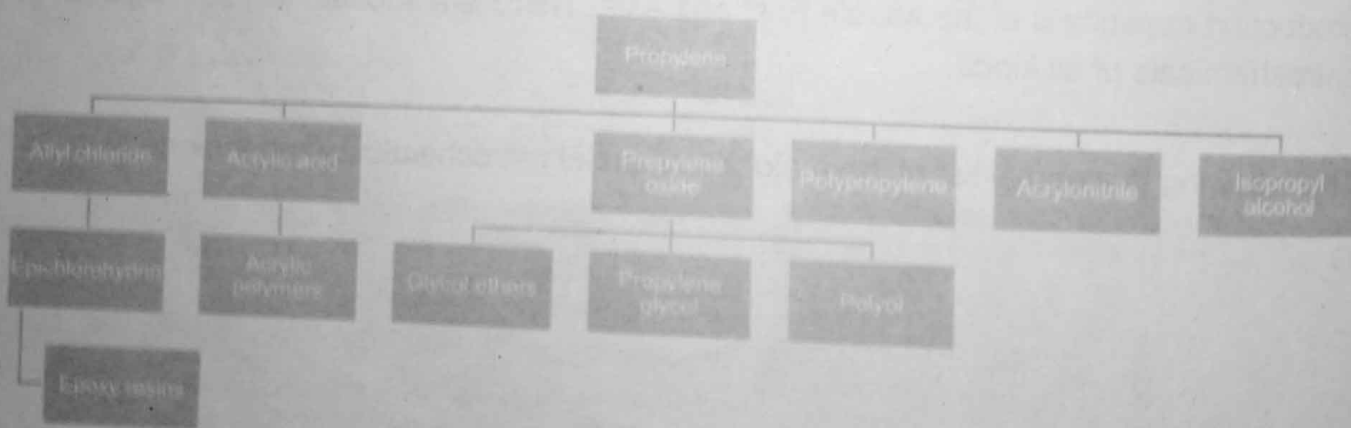 Propylene
Allyl chloride
Acrylic acid
Propylene
oxide
Polypropylene
Acrylonitrile
Isopropyl
alcohol
Epichlorohydrin
Acrylic
polymers
Glycol ethers
Propylene
glycol
Polyol
Epoxy resins